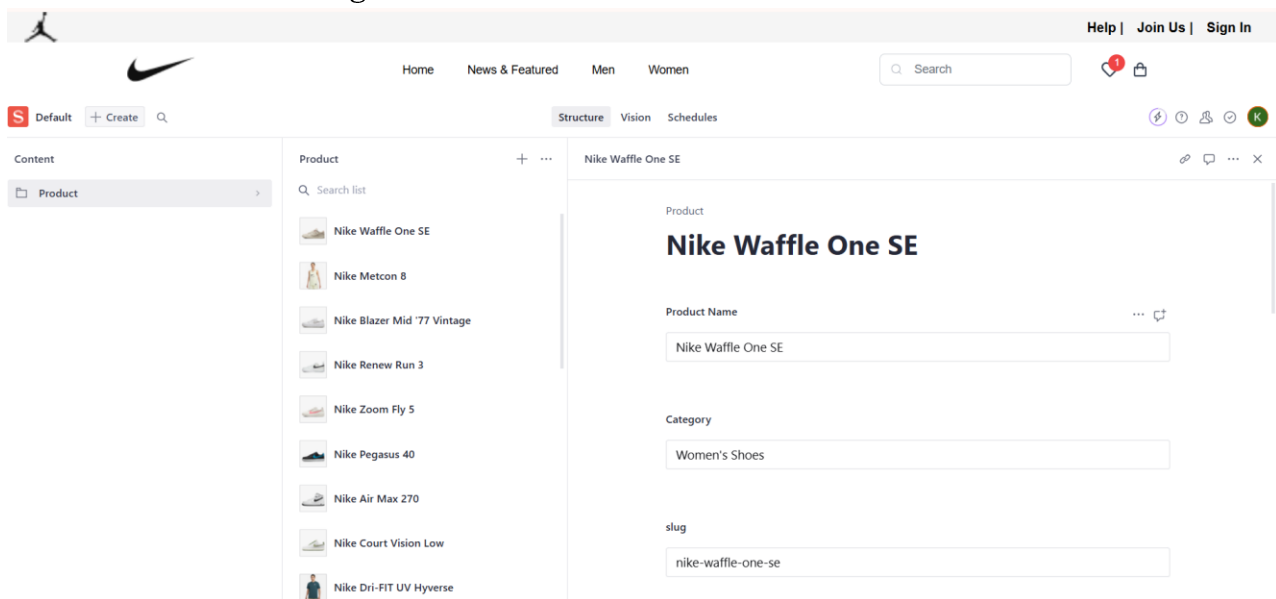 Help | Join Us | Sign In
Home News & Featured Men Women Search 1
S Default + Create Structure Vision Schedules K
Content
Product
Product
Search list
Nike Waffle One SE
Nike Metcon 8
Nike Blazer Mid '77 Vintage
Nike Renew Run 3
Nike Zoom Fly 5
Nike Pegasus 40
Nike Air Max 270
Nike Court Vision Low
Nike Dri-FIT UV Hyverse
Nike Waffle One SE
Product
Nike Waffle One SE
Product Name
Nike Waffle One SE
Category
Women's Shoes
slug
nike-waffle-one-se